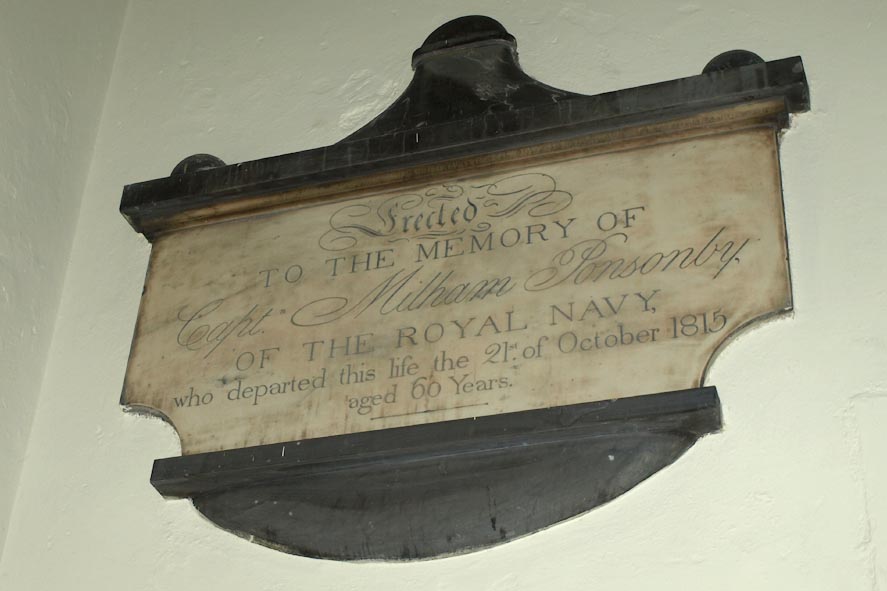 Erected
TO THE MEMORY OF
Capt.n Milham Ponsonby,
OF THE ROYAL NAVY,
who departed this life the 21st. of October 1815
aged 60 Years.